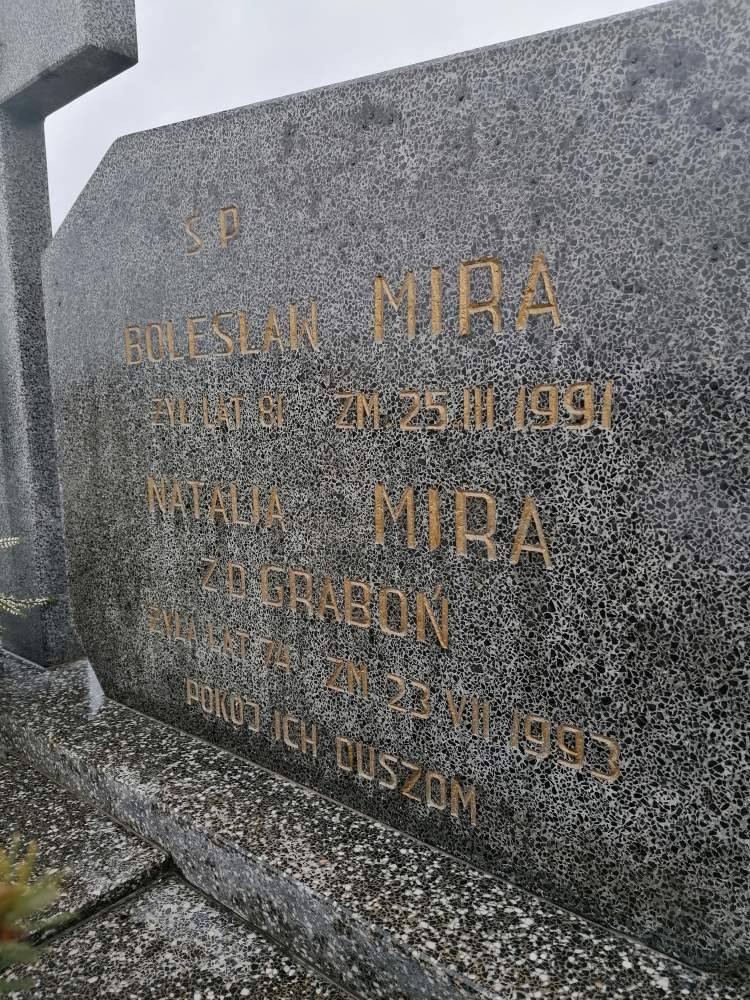 Ś P
BOLESŁAW MIRA
ŻYŁ LAT 81 ZM 25.III 1991
NATALJA MIRA
Z D GRABOŃ
ŻYŁA LAT 74 ZM 23 VII 1993
POKÓJ ICH DUSZOM